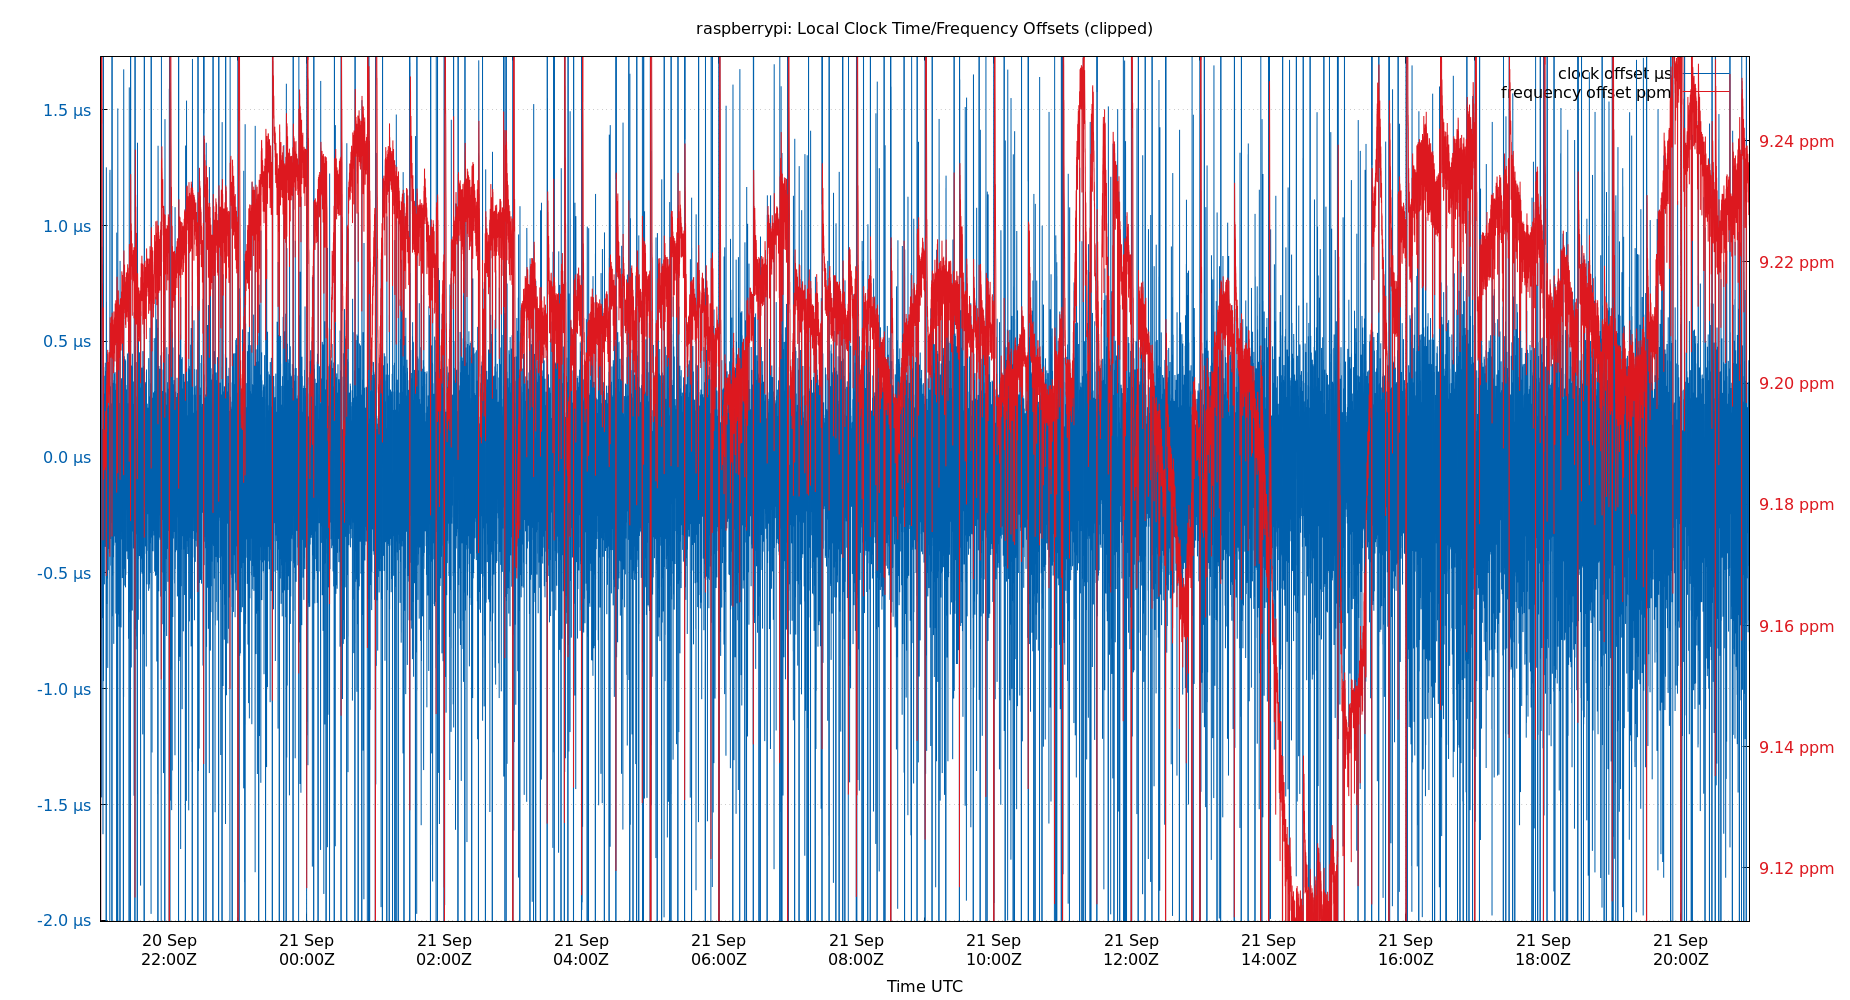 raspberrypi: Local Clock Time/Frequency Offsets (clipped)
clock offset µs
frequency offset ppm
1.5 µs
1.0 µs
0.5 µs
0.0 µs
-0.5 µs
-1.0 µs
-1.5 µs
-2.0 µs
9.24 ppm
9.22 ppm
9.20 ppm
9.18 ppm
9.16 ppm
9.14 ppm
9.12 ppm
20 Sep 21 Sep 21 Sep 21 Sep 21 Sep 21 Sep 21 Sep 21 Sep 21 Sep 21 Sep 21 Sep 21 Sep
22:00Z 00:00Z 02:00Z 04:00Z 06:00Z 08:00Z 10:00Z 12:00Z 14:00Z 16:00Z 18:00Z 20:00Z
Time UTC